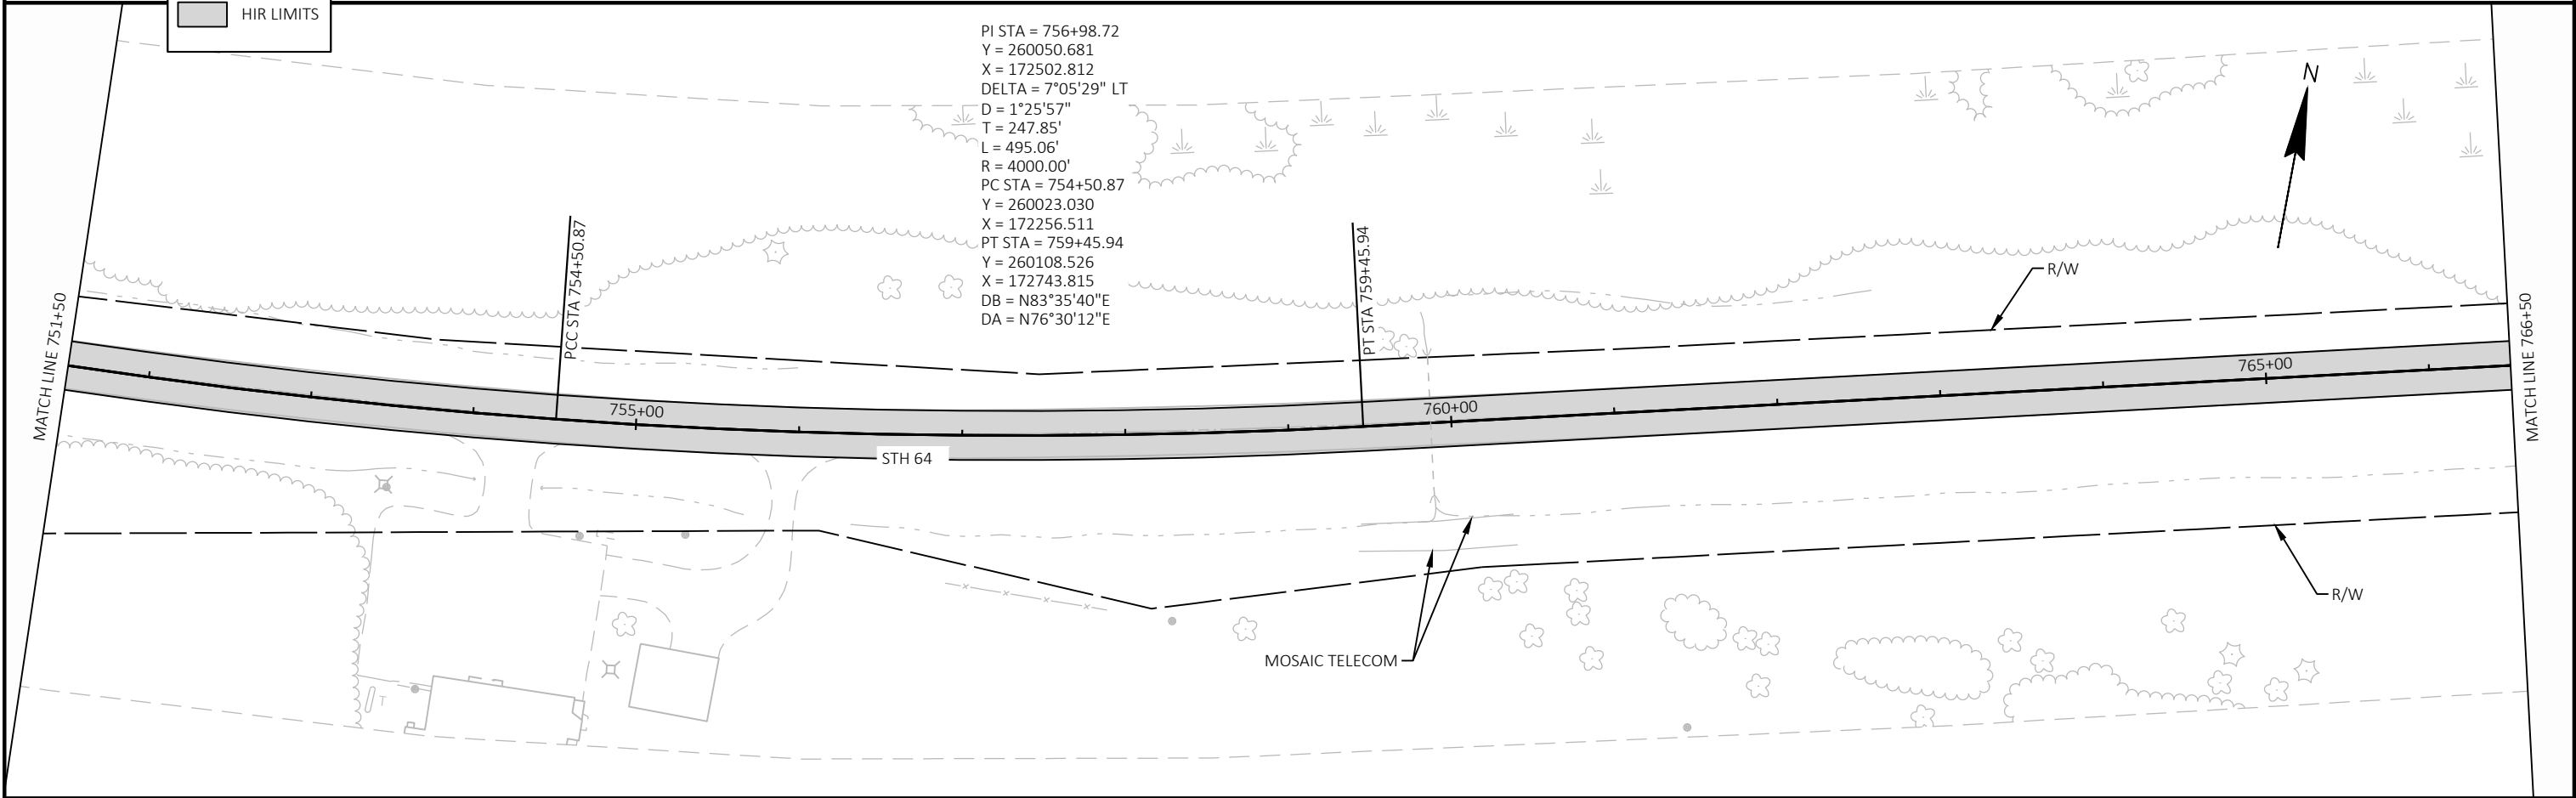 HIR LIMITS
PI STA = 756+98.72
Y = 260050.681
X = 172502.812
DELTA = 7°05'29" LT
D = 1°25'57"
T = 247.85'
L = 495.06'
R = 4000.00'
PC STA = 754+50.87
Y = 260023.030
X = 172256.511
PT STA = 759+45.94
Y = 260108.526
X = 172743.815
DB = N83°35'40"E
DA = N76°30'12"E
N
MATCH LINE 751+50
PCC STA 754+50.87
PT STA 759+45.94
R/W
MATCH LINE 766+50
755+00
760+00
765+00
STH 64
R/W
MOSAIC TELECOM
T